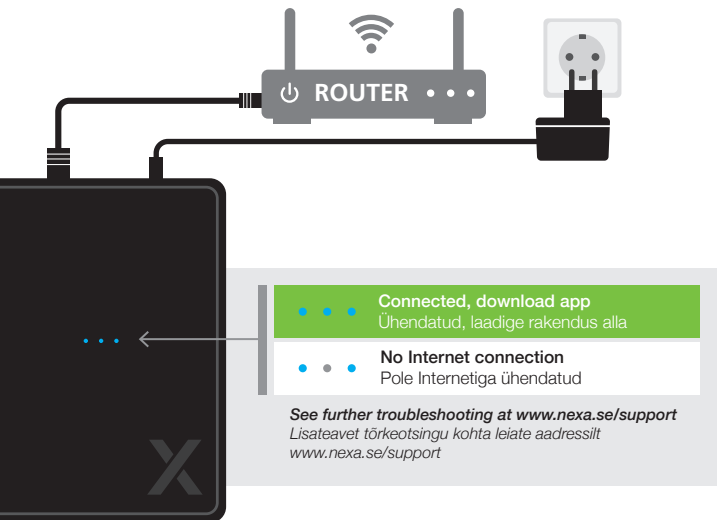 ROUTER
Connected, download app
Ühendatud, laadige rakendus alla
No Internet connection
Pole Internetiga ühendatud
See further troubleshooting at www.nexa.se/support
Lisateavet tõrkeotsingu kohta leiate aadressilt
www.nexa.se/support
X